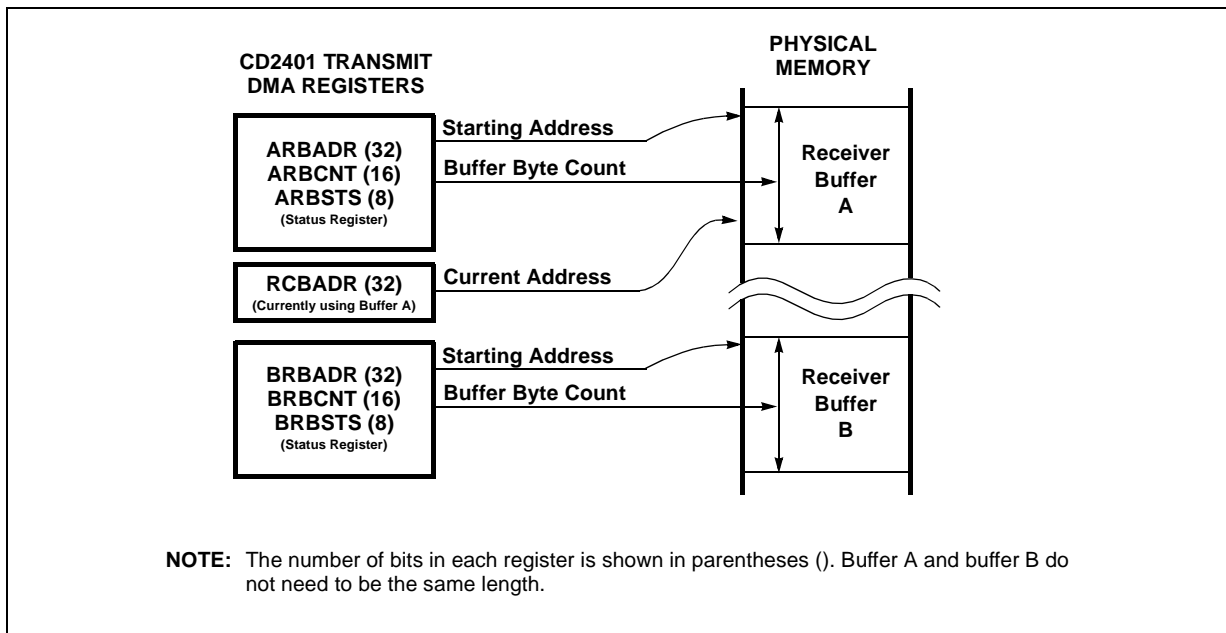 CD2401 TRANSMIT
DMA REGISTERS
PHYSICAL
MEMORY
ARBADR (32)
ARBCNT (16)
ARBSTS (8)
(Status Register)
Starting Address
Buffer Byte Count
Receiver
Buffer
A
RCBADR (32)
(Currently using Buffer A)
Current Address
BRBADR (32)
BRBCNT (16)
BRBSTS (8)
(Status Register)
Starting Address
Buffer Byte Count
Receiver
Buffer
B
NOTE: The number of bits in each register is shown in parentheses (). Buffer A and buffer B do
not need to be the same length.